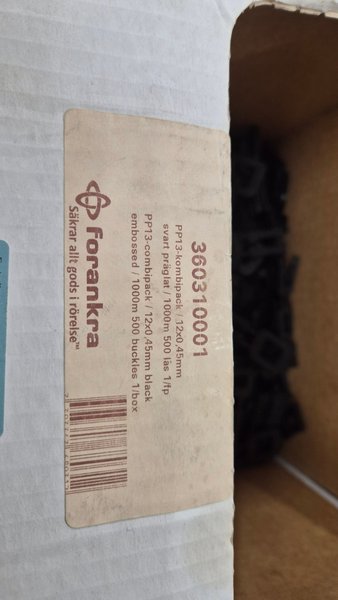 360310001
PP13-kombipack / 12x0,45mm
svart präglat / 1000m 500 lås 1/fp
PP13-combipack / 12x0,45mm black
embossed / 1000m 500 buckles 1/box
forankra
Säkrar allt gods i rörelse™